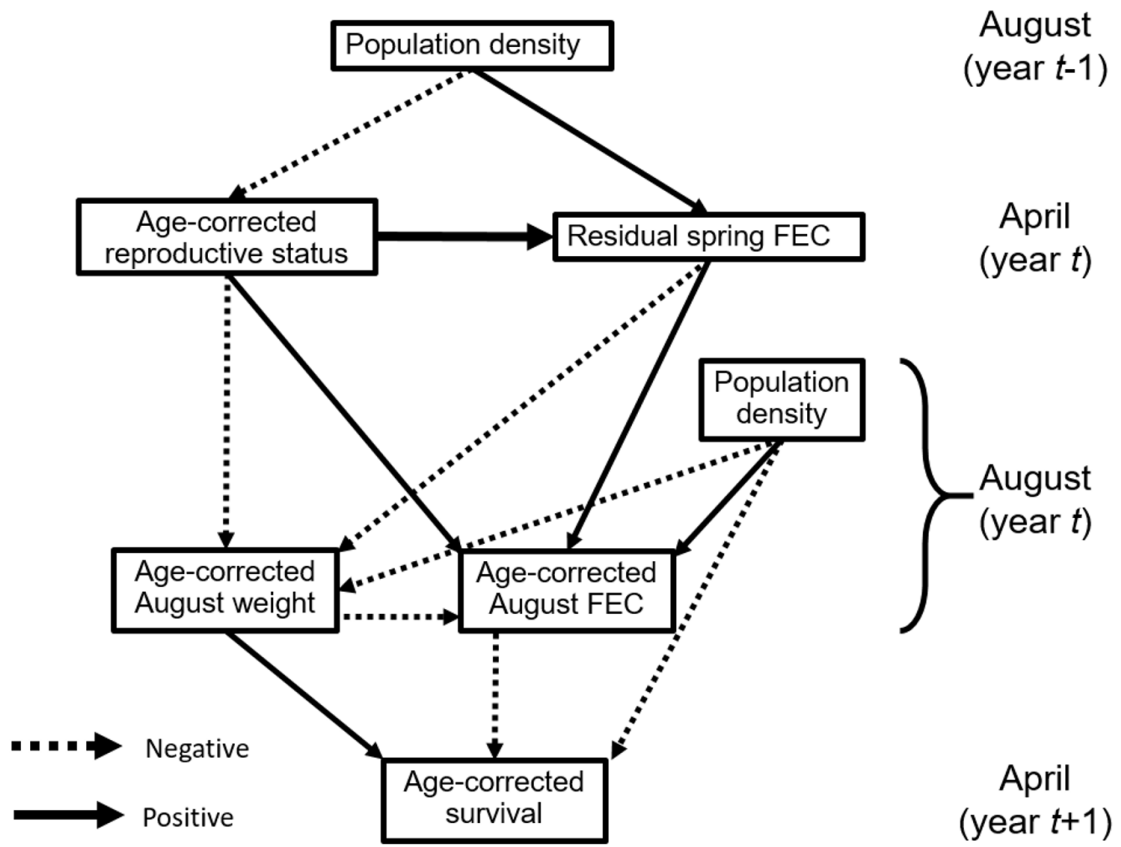 Population density
August
(year t-1)
Age-corrected
reproductive status
Residual spring FEC
April
(year t)
Population
density
August
(year t)
Age-corrected
August weight
Age-corrected
August FEC
Negative
Positive
Age-corrected
survival
April
(year t+1)